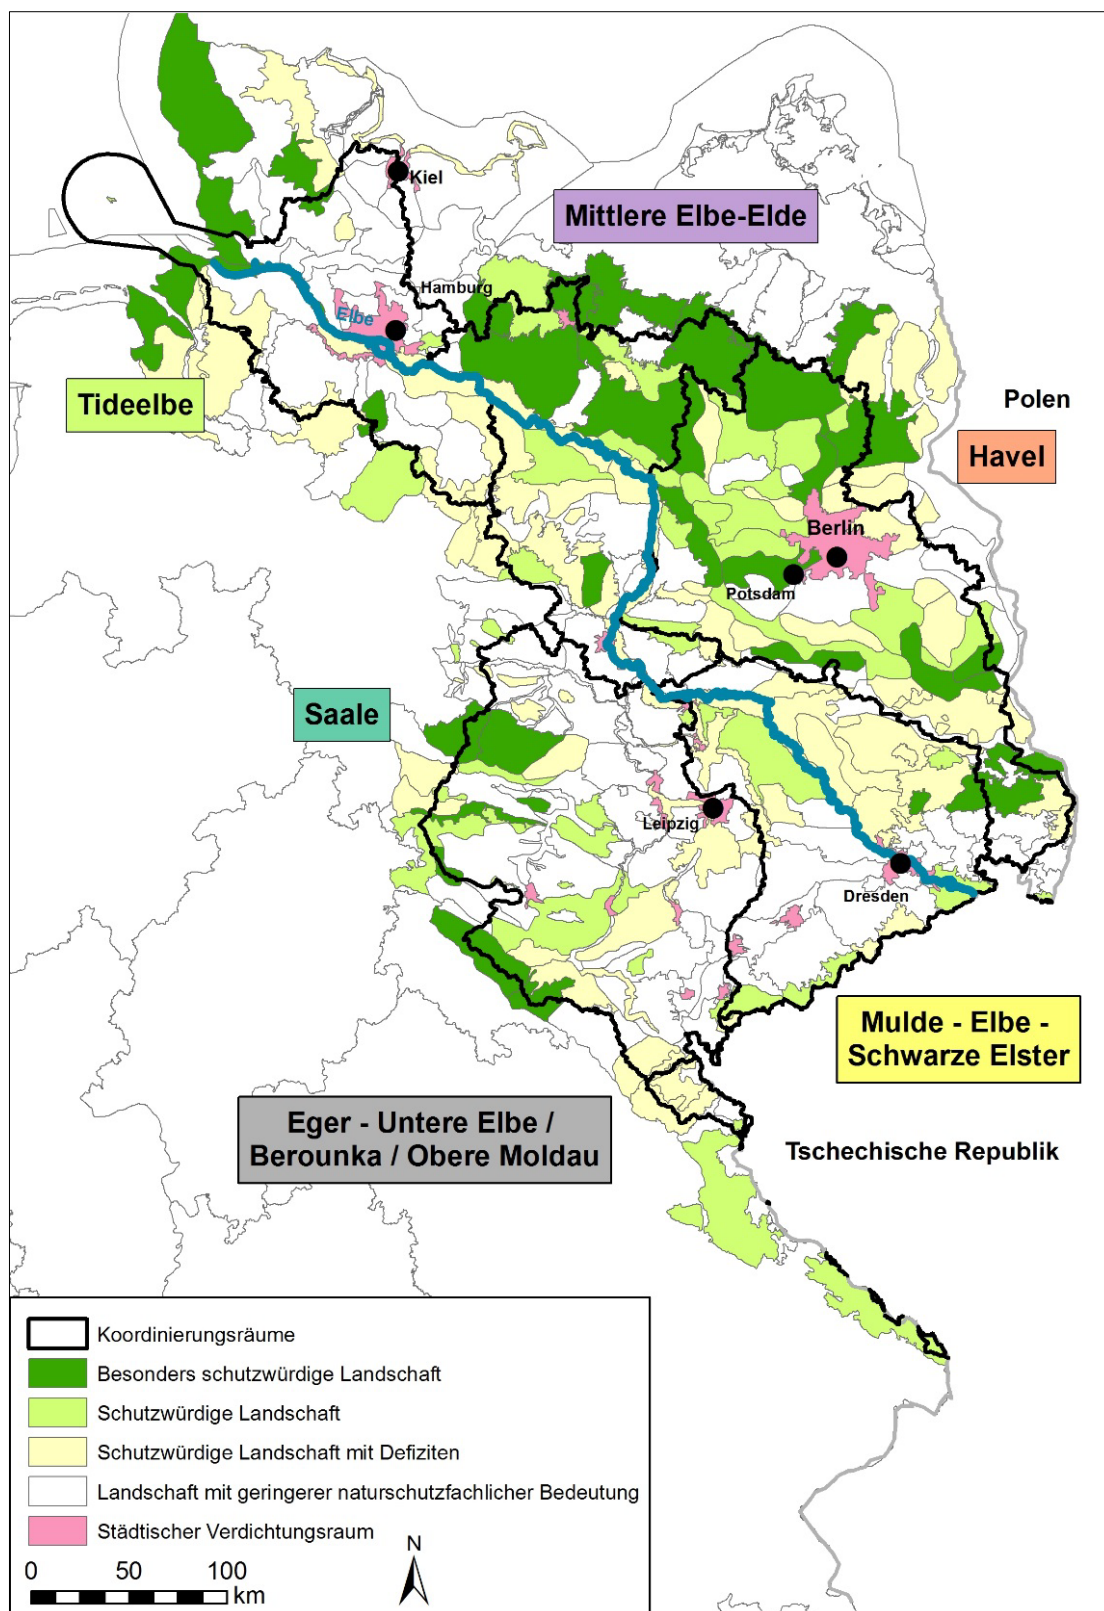 Kiel
Mittlere Elbe-Elde
Hamburg
Elbe
Tideelbe
Polen
Havel
Berlin
Potsdam
Saale
Leipzig
Dresden
Mulde - Elbe -
Schwarze Elster
Eger - Untere Elbe /
Berounka / Obere Moldau
Tschechische Republik
Koordinierungsräume
Besonders schutzwürdige Landschaft
Schutzwürdige Landschaft
Schutzwürdige Landschaft mit Defiziten
Landschaft mit geringerer naturschutzfachlicher Bedeutung
Städtischer Verdichtungsraum
N
0 50 100
km